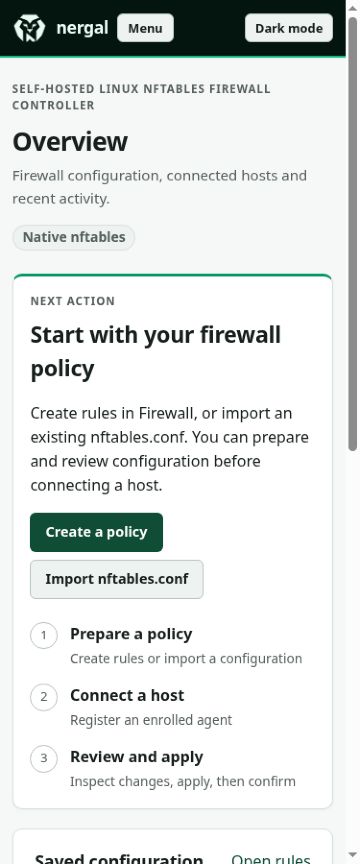 nergal Menu Dark mode
SELF-HOSTED LINUX NFTABLES FIREWALL
CONTROLLER
Overview
Firewall configuration, connected hosts and
recent activity.
Native nftables
NEXT ACTION
Start with your firewall
policy
Create rules in Firewall, or import an
existing nftables.conf. You can prepare
and review configuration before
connecting a host.
Create a policy
Import nftables.conf
1 Prepare a policy
Create rules or import a configuration
2 Connect a host
Register an enrolled agent
3 Review and apply
Inspect changes, apply, then confirm
Saved configuration Open rules